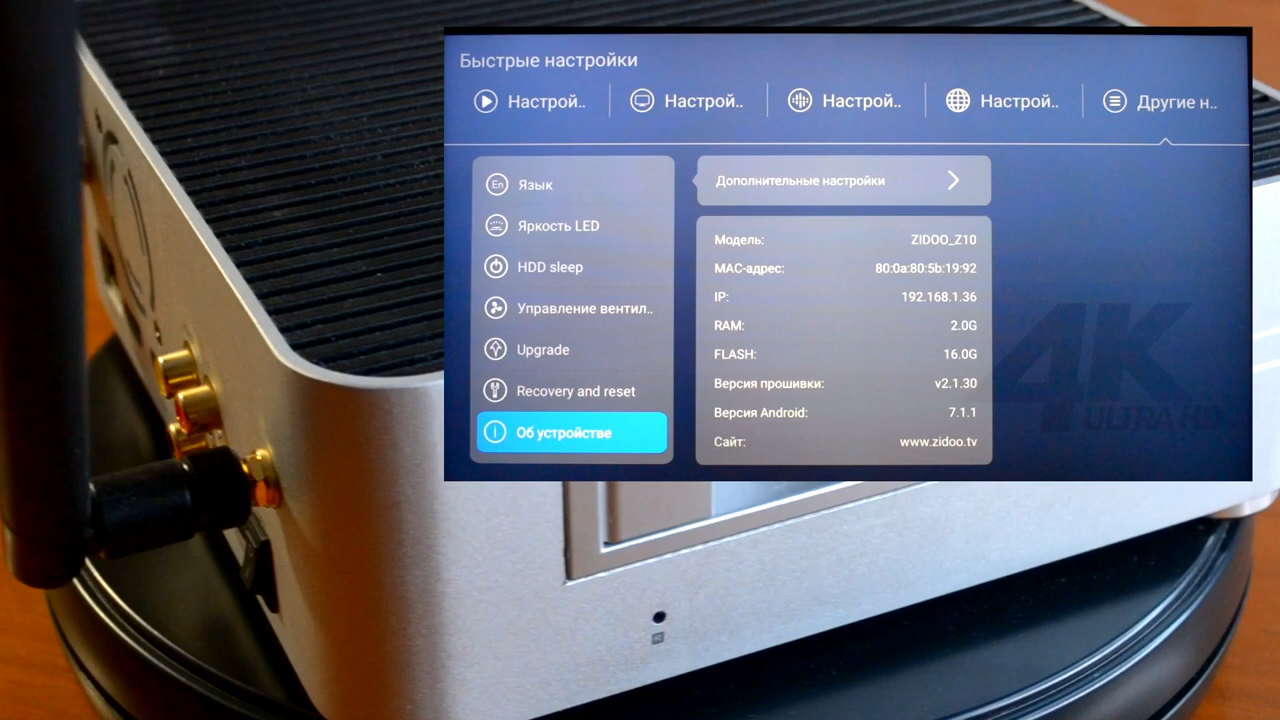 Быстрые настройки
Настрой..
Настрой..
Настрой..
Настрой..
Другие н..
En Язык
Яркость LED
HDD sleep
Управление вентил..
Upgrade
Recovery and reset
Об устройстве
Дополнительные настройки
Модель: ZIDOO_Z10
MAC-адрес: 80:0a:80:5b:19:92
IP: 192.168.1.36
RAM: 2.0G
FLASH: 16.0G
Версия прошивки: v2.1.30
Версия Android: 7.1.1
Сайт: www.zidoo.tv
4K
ULTRA HD